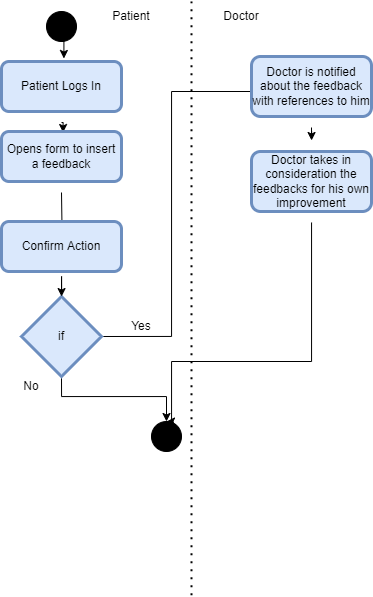 Patient
Doctor
Patient Logs In
Opens form to insert
a feedback
Confirm Action
if
Yes
No
Doctor is notified
about the feedback
with references to him
Doctor takes in
consideration the
feedbacks for his own
improvement